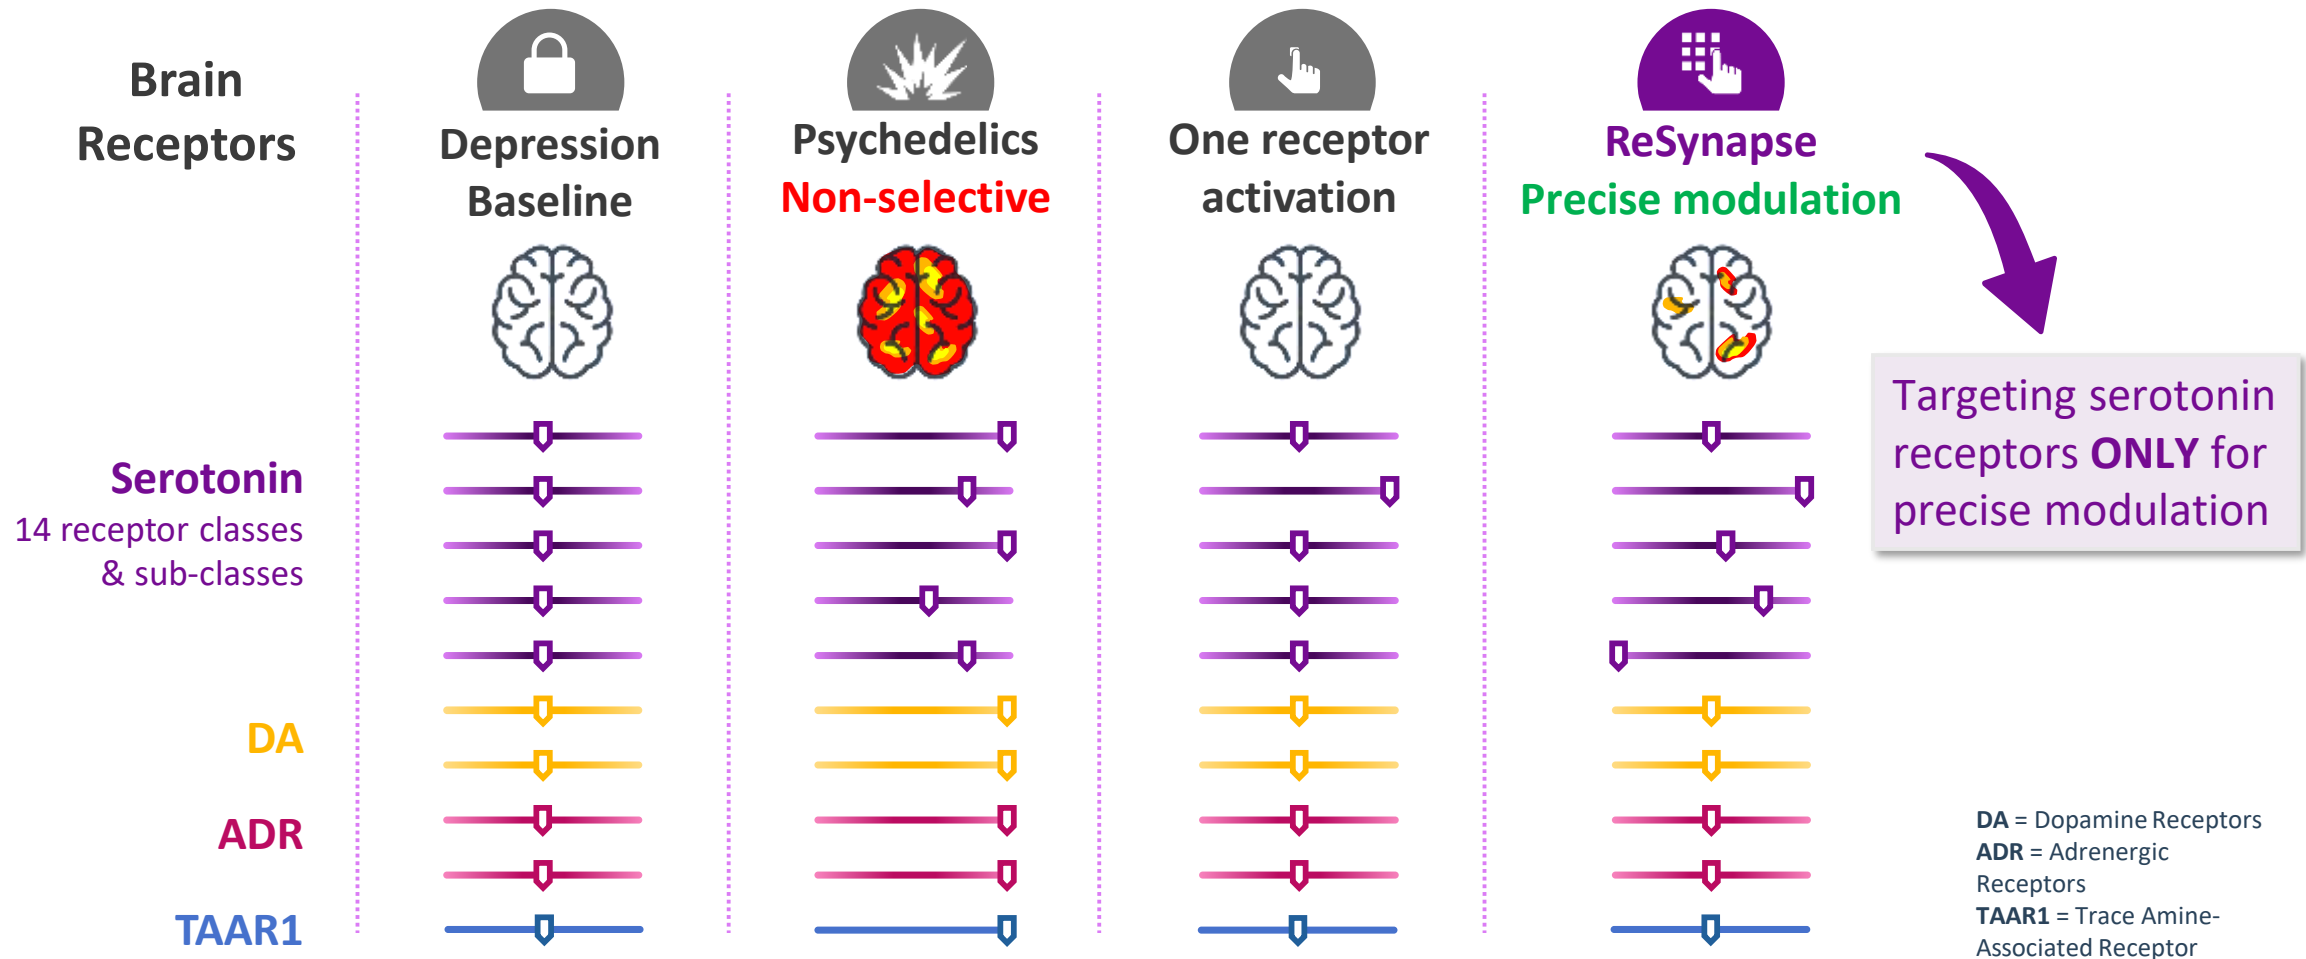 Brain
Receptors
Depression
Baseline
Psychedelics
Non-selective
One receptor
activation
ReSynapse
Precise modulation
Targeting serotonin
receptors ONLY for
precise modulation
Serotonin
14 receptor classes
& sub-classes
DA
ADR
TAAR1
DA = Dopamine Receptors
ADR = Adrenergic
Receptors
TAAR1 = Trace Amine-
Associated Receptor